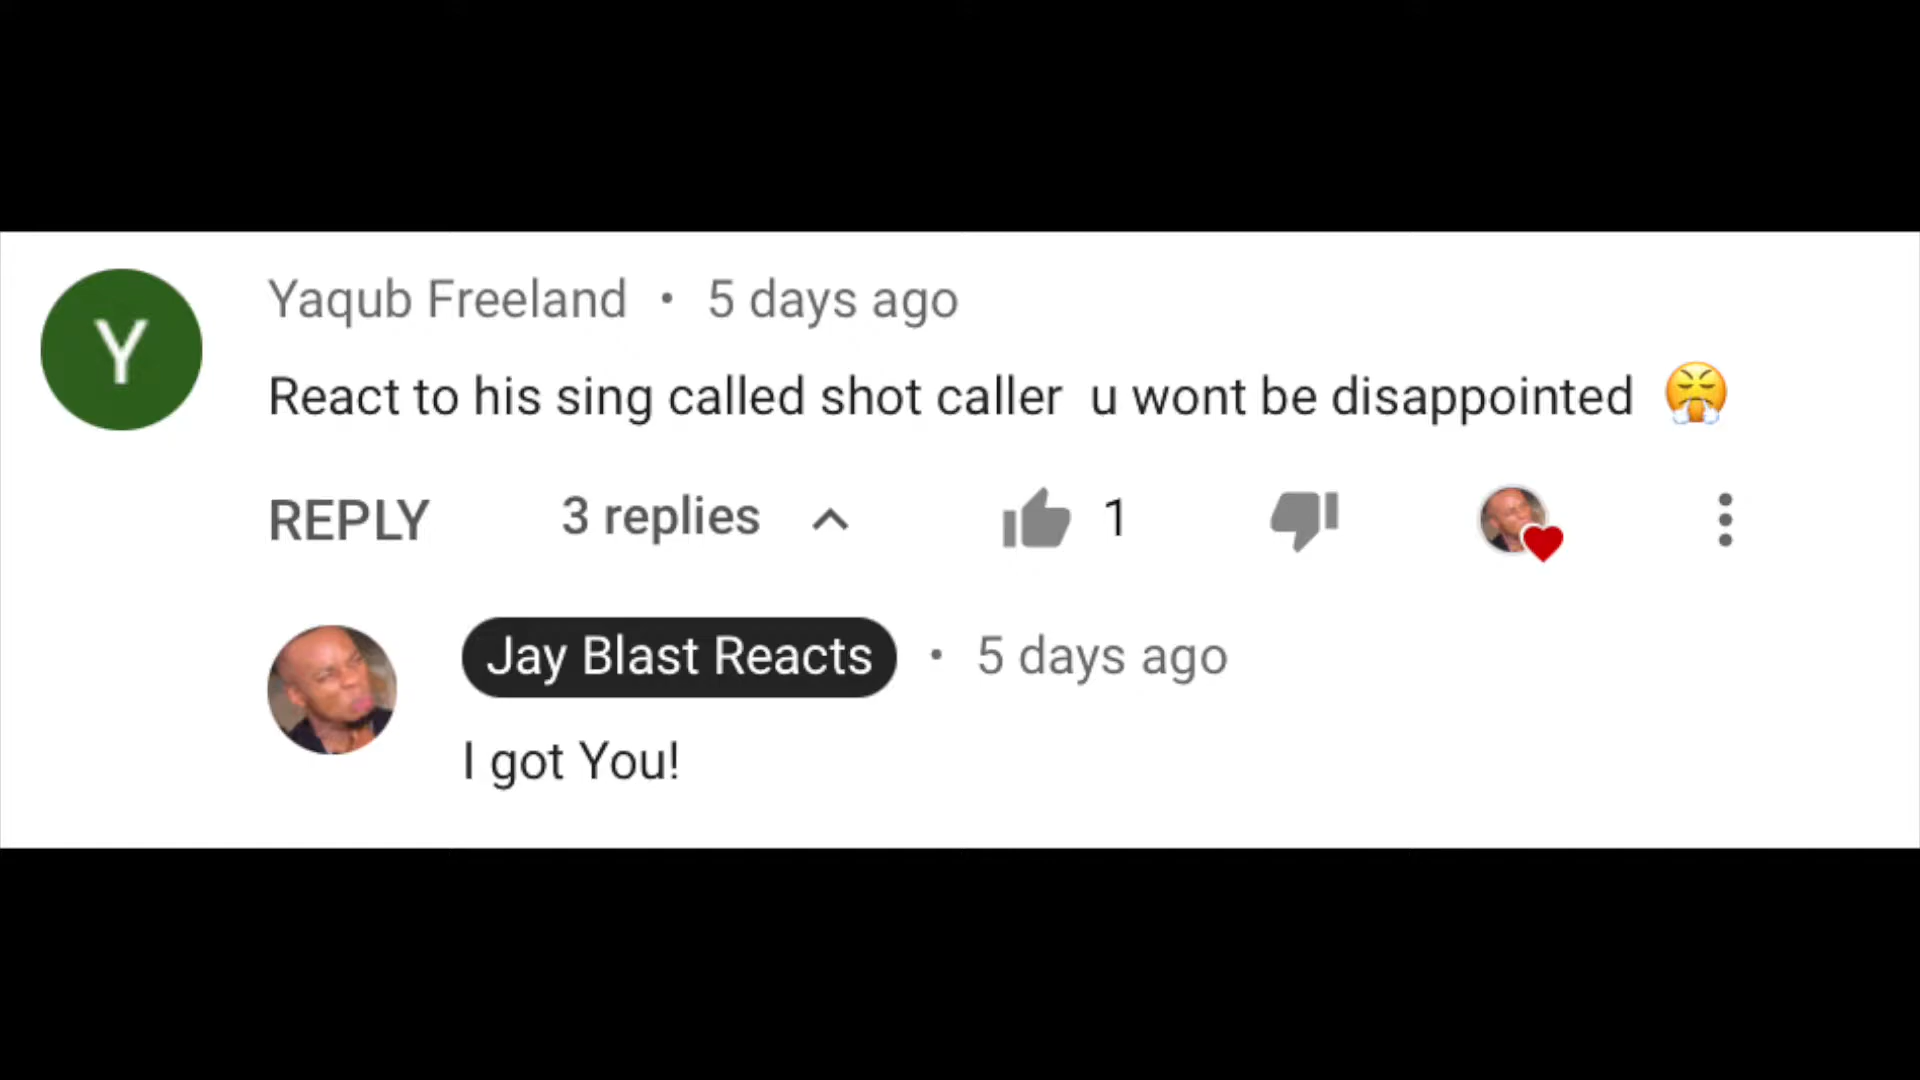 Y
Yaqub Freeland • 5 days ago
React to his sing called shot caller u wont be disappointed 😤
REPLY 3 replies 1
Jay Blast Reacts • 5 days ago
I got You!